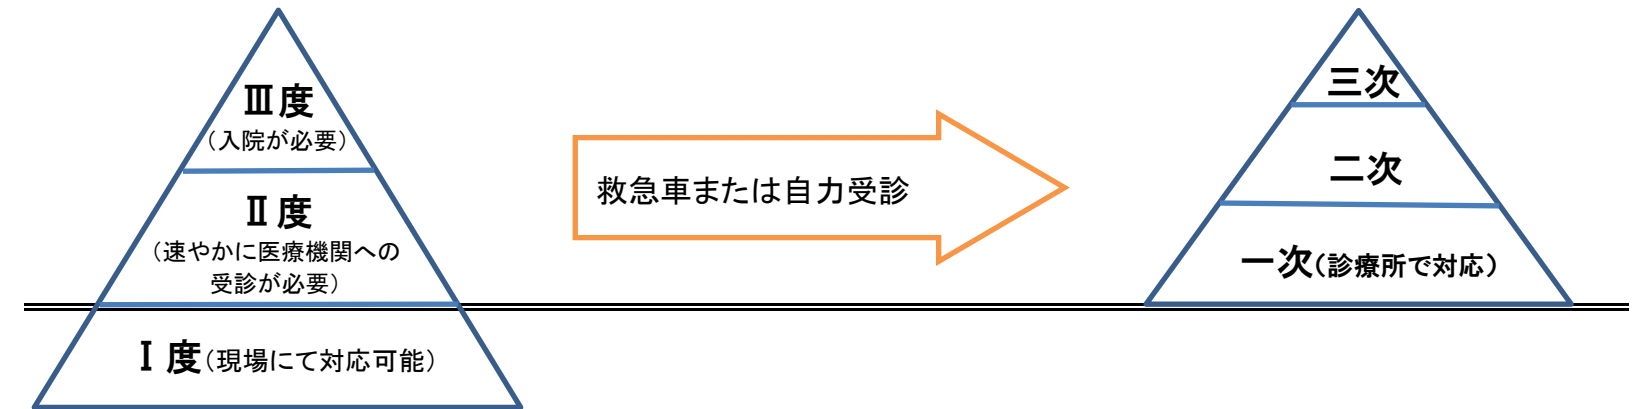 Ⅲ度
（入院が必要）
Ⅱ度
（速やかに医療機関への
受診が必要）
Ⅰ度（現場にて対応可能）
救急車または自力受診
三次
二次
一次（診療所で対応）